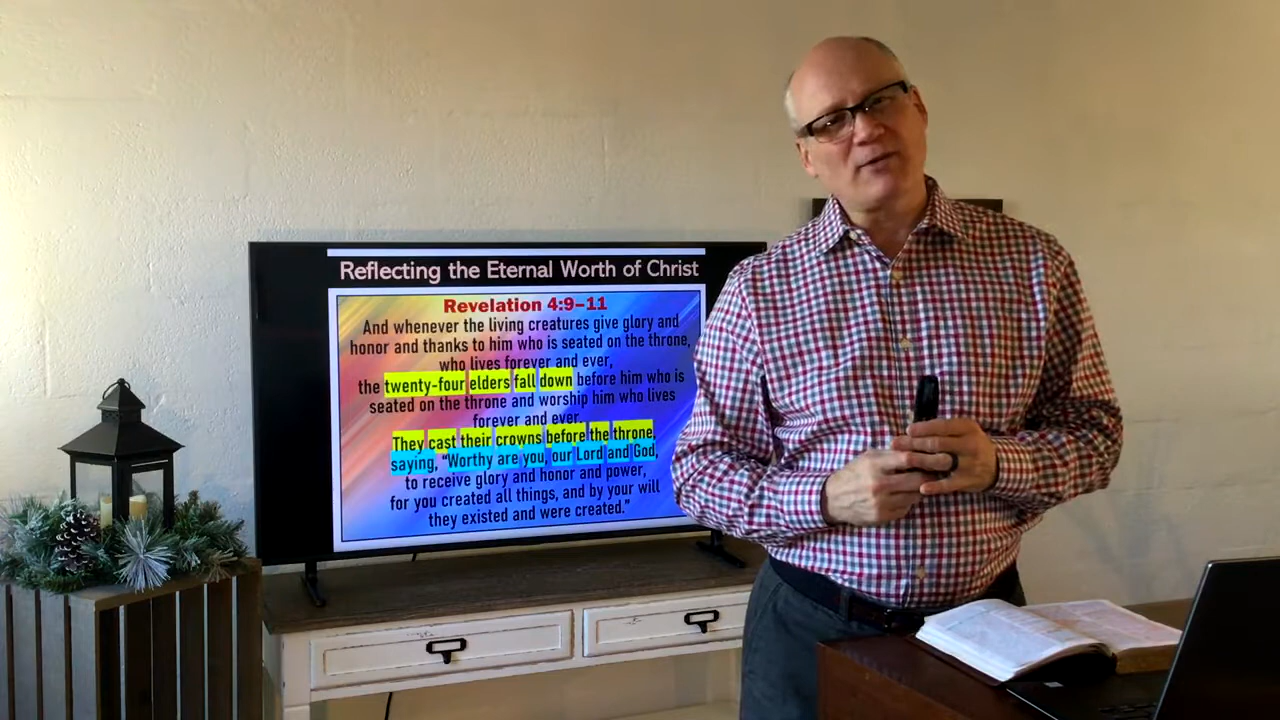 Reflecting the Eternal Worth of Christ
Revelation 4:9–11
And whenever the living creatures give glory and
honor and thanks to him who is seated on the throne,
who lives forever and ever,
the twenty-four elders fall down before him who is
seated on the throne and worship him who lives
forever and ever.
They cast their crowns before the throne,
saying, “Worthy are you, our Lord and God,
to receive glory and honor and power,
for you created all things, and by your will
they existed and were created.”